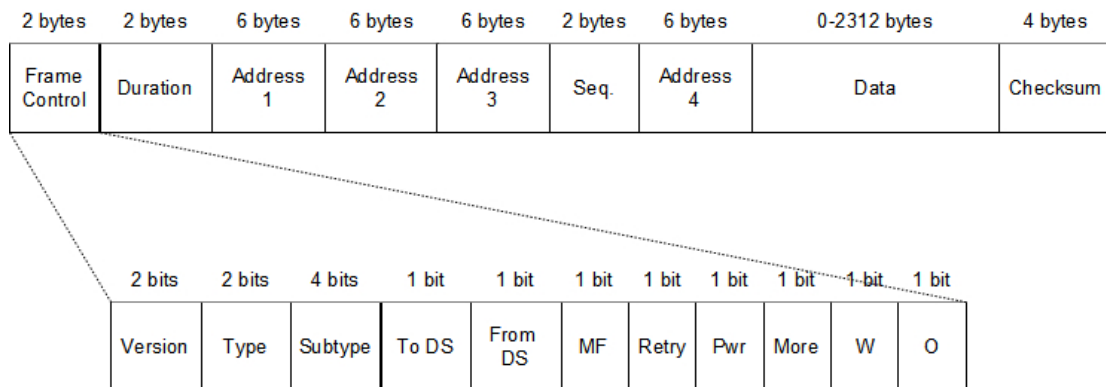 2 bytes 2 bytes 6 bytes 6 bytes 6 bytes 2 bytes 6 bytes 0-2312 bytes 4 bytes
Frame
Control
Duration
Address
1
Address
2
Address
3
Seq.
Address
4
Data
Checksum
2 bits 2 bits 4 bits 1 bit 1 bit 1 bit 1 bit 1 bit 1 bit 1 bit 1 bit
Version
Type
Subtype
To DS
From
DS
MF
Retry
Pwr
More
W
O